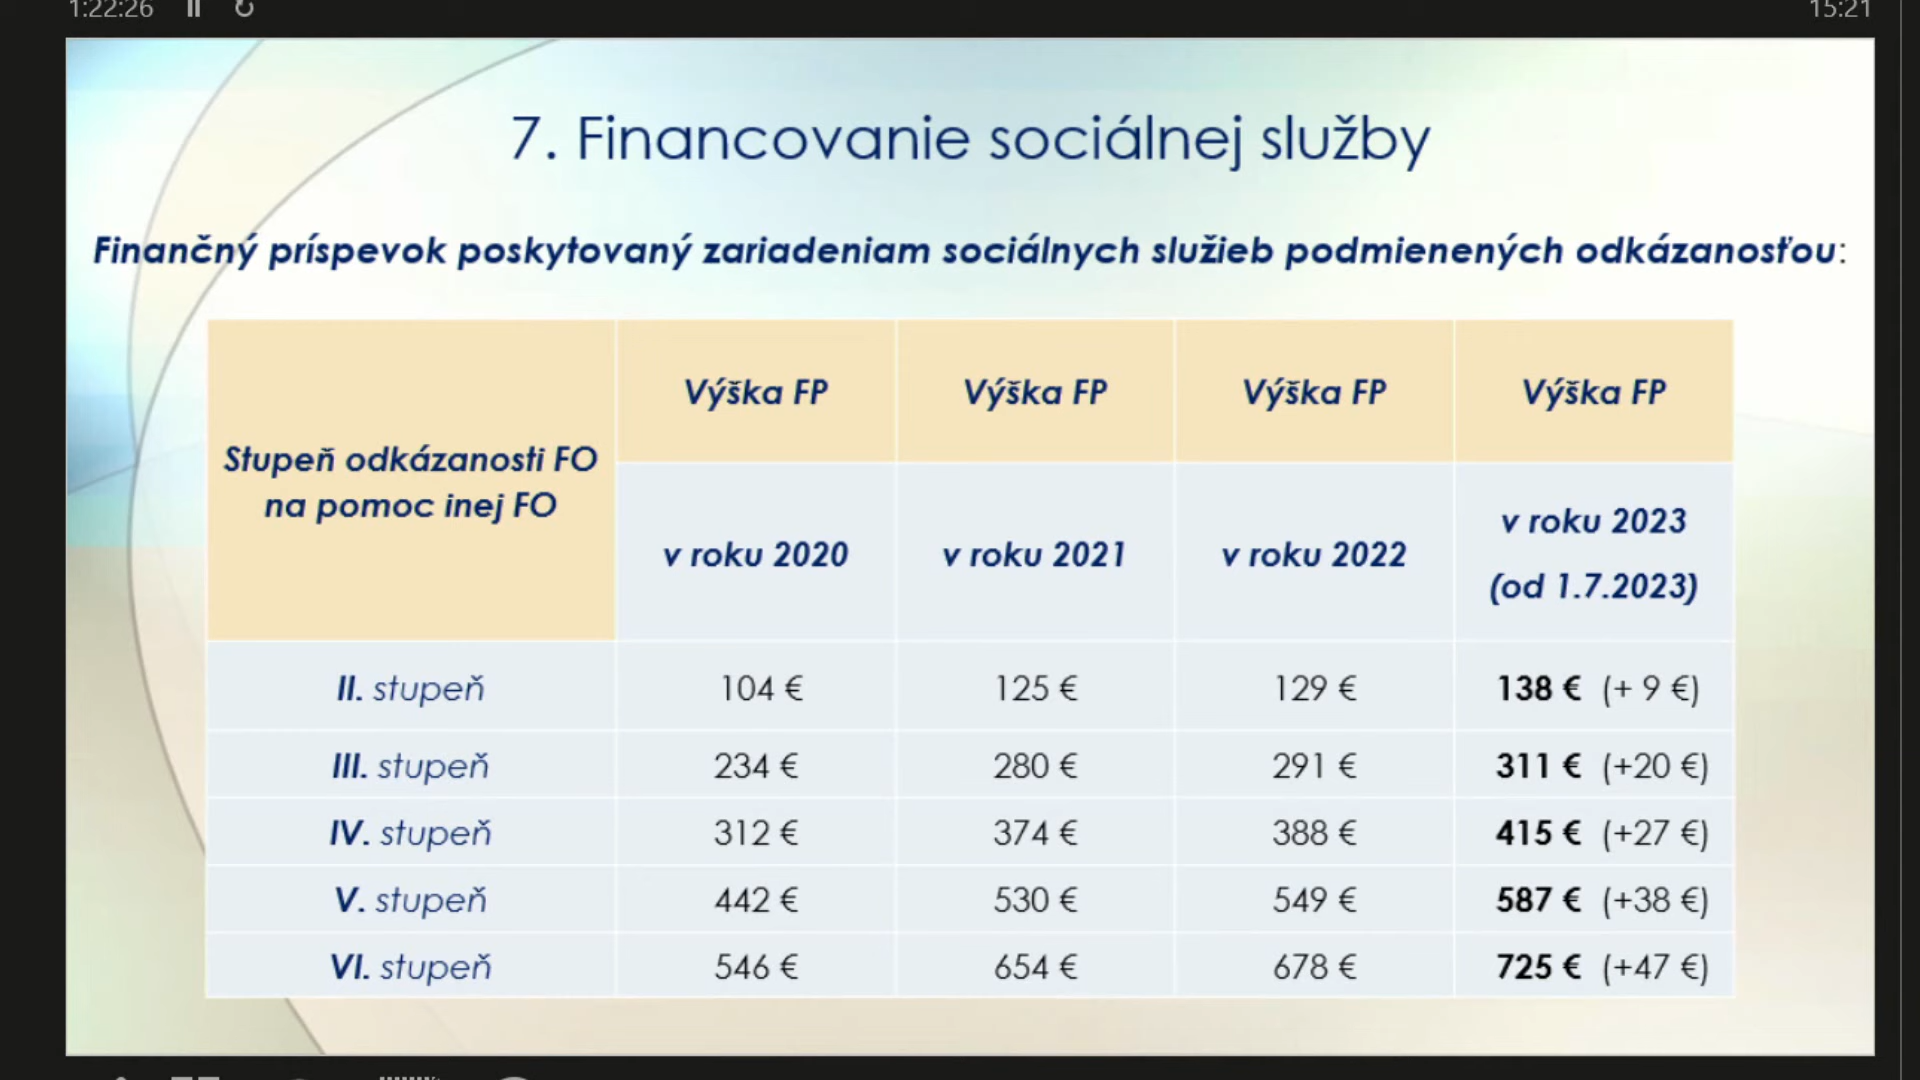 1:22:26
15:21
7. Financovanie sociálnej služby
Finančný príspevok poskytovaný zariadeniam sociálnych služieb podmienených odkázanosťou:
Stupeň odkázanosti FO
na pomoc inej FO
Výška FP Výška FP Výška FP Výška FP
v roku 2020 v roku 2021 v roku 2022 v roku 2023
(od 1.7.2023)
II. stupeň 104 € 125 € 129 € 138 € (+ 9 €)
III. stupeň 234 € 280 € 291 € 311 € (+20 €)
IV. stupeň 312 € 374 € 388 € 415 € (+27 €)
V. stupeň 442 € 530 € 549 € 587 € (+38 €)
VI. stupeň 546 € 654 € 678 € 725 € (+47 €)